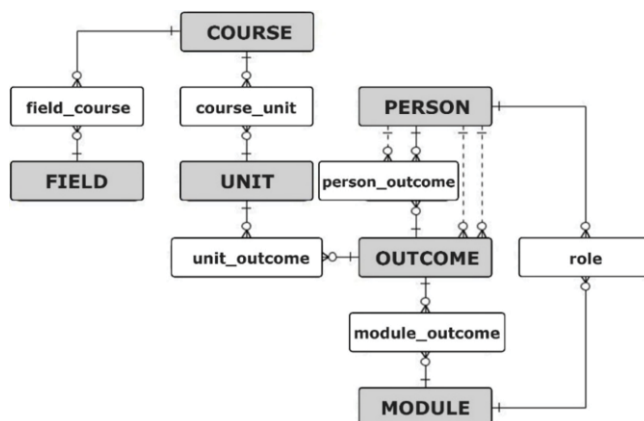 COURSE
field_course
course_unit
PERSON
FIELD
UNIT
person_outcome
unit_outcome
OUTCOME
role
module_outcome
MODULE